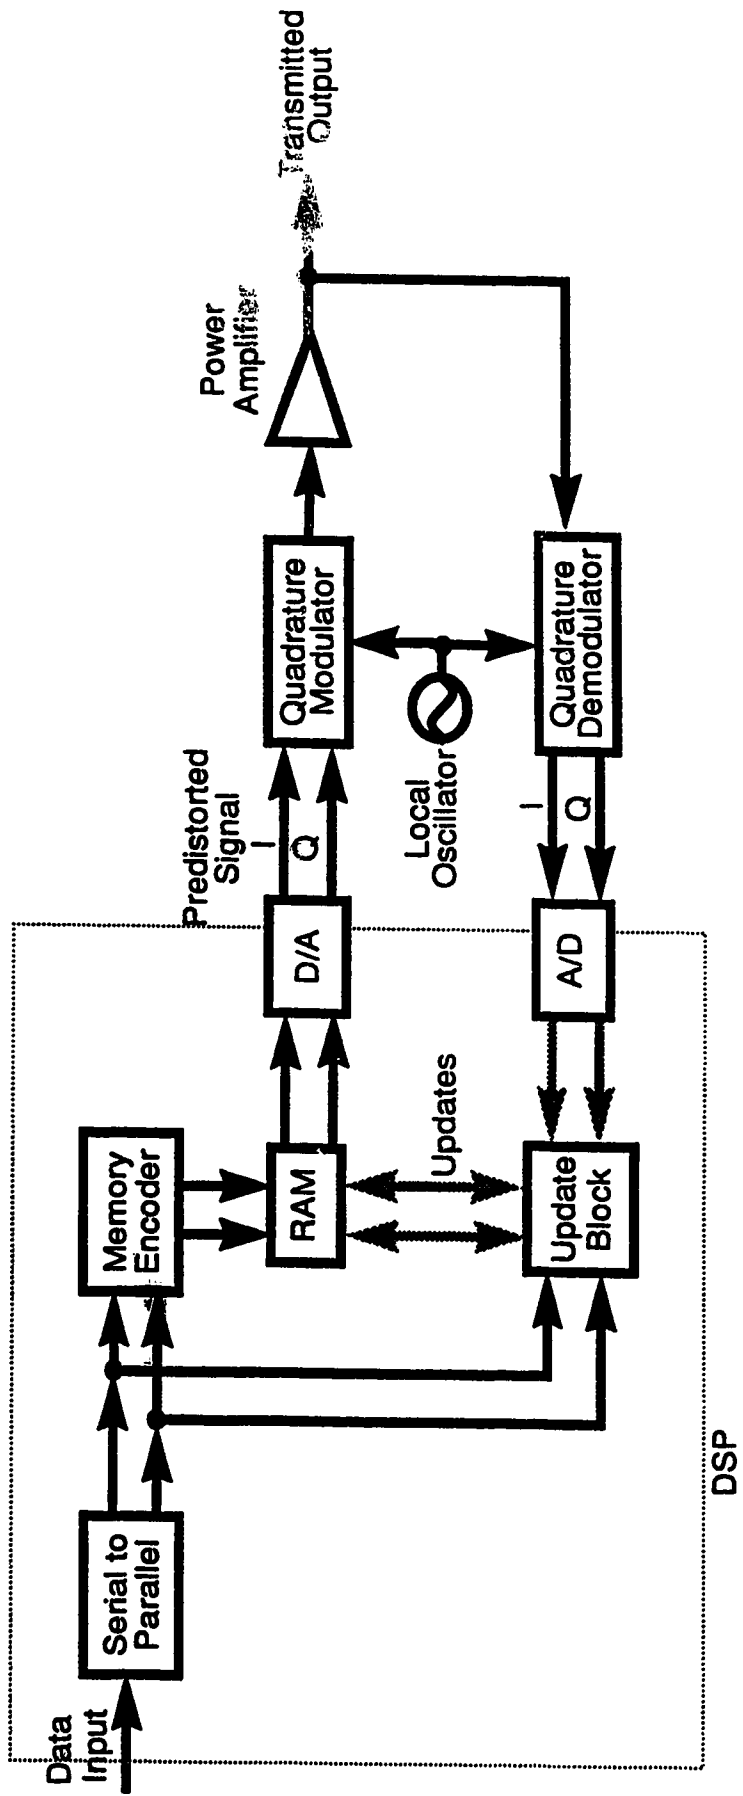 Data
Input
Serial to
Parallel
Memory
Encoder
RAM
Updates
Update
Block
DSP
D/A
A/D
Predistorted
Signal
I
Q
Quadrature
Modulator
Local
Oscillator
I
Q
Quadrature
Demodulator
Power
Amplifier
Transmitted
Output